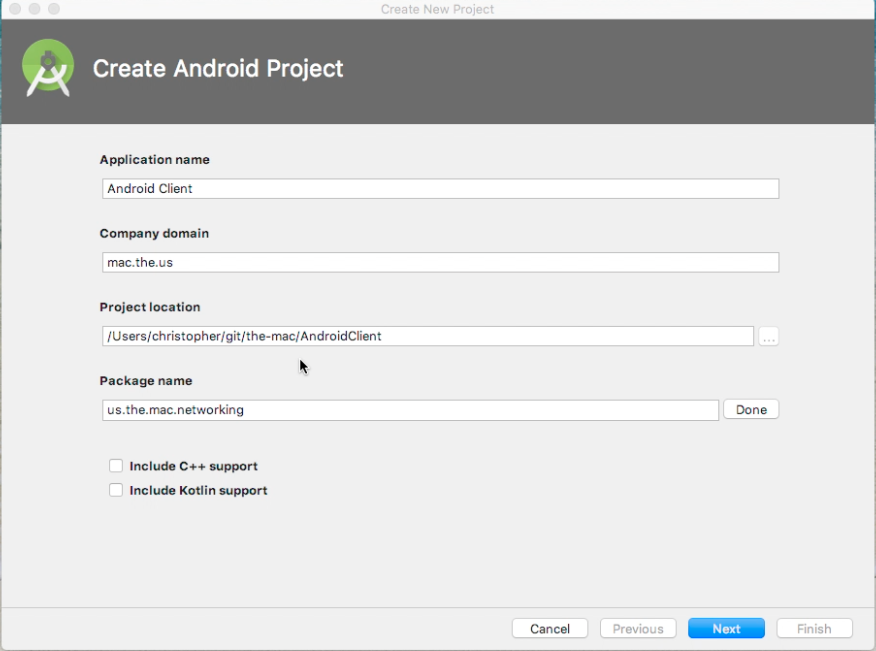 Create New Project
Create Android Project
Application name
Android Client
Company domain
mac.the.us
Project location
/Users/christopher/git/the-mac/AndroidClient
...
Package name
us.the.mac.networking
Done
Include C++ support
Include Kotlin support
Cancel
Previous
Next
Finish